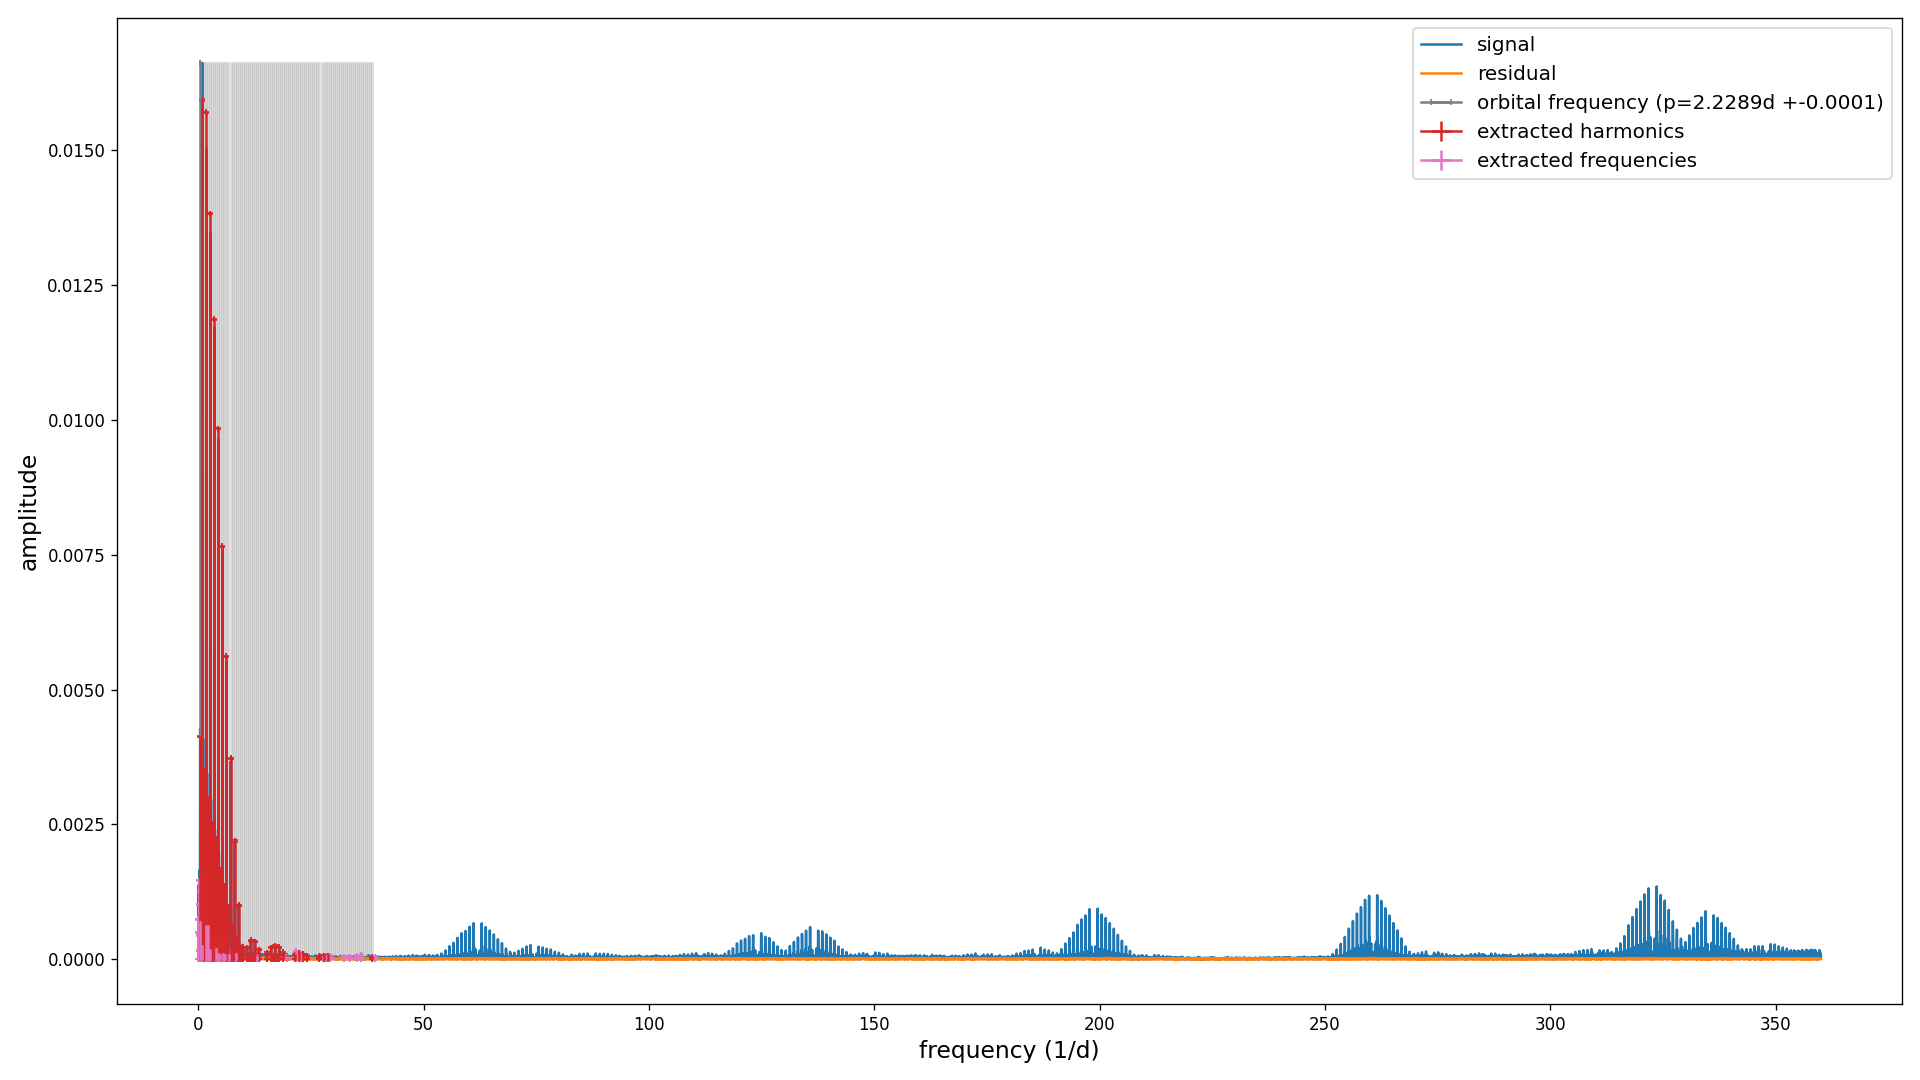 signal
residual
orbital frequency (p=2.2289d +-0.0001)
extracted harmonics
extracted frequencies
0.0150
0.0125
0.0100
0.0075
0.0050
0.0025
0.0000
amplitude
0 50 100 150 200 250 300 350
frequency (1/d)